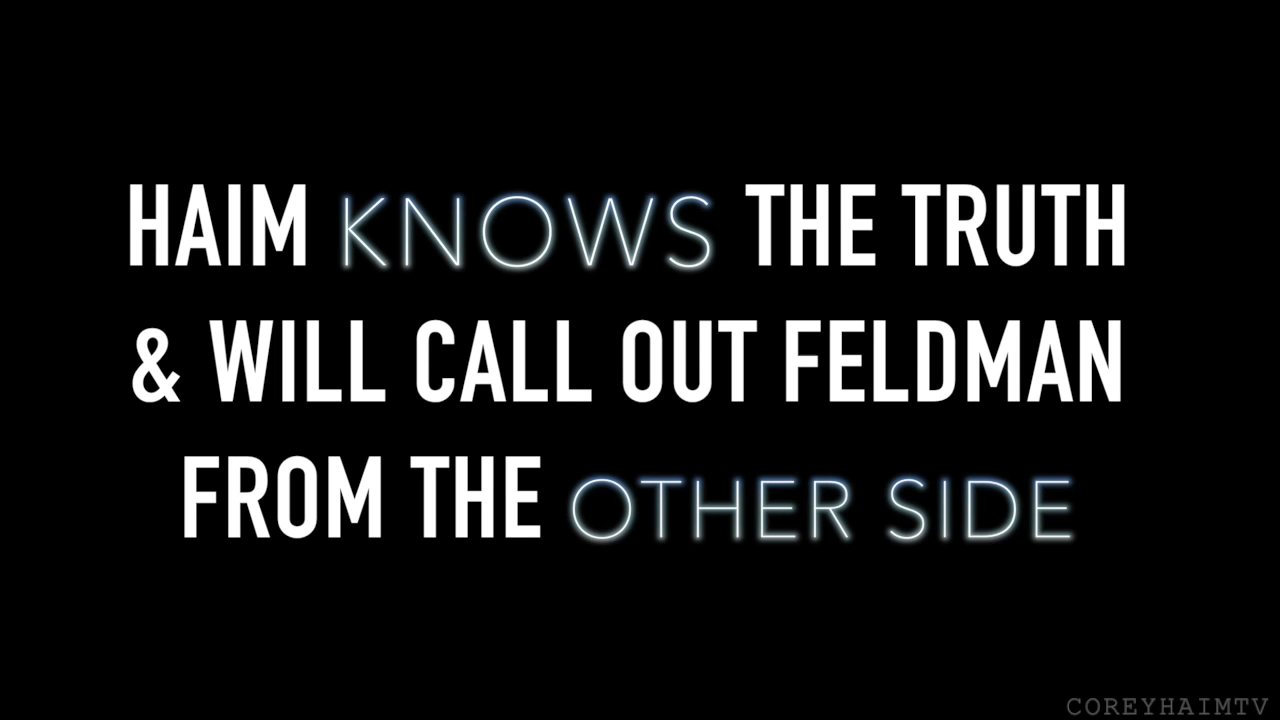 HAIM KNOWS THE TRUTH
& WILL CALL OUT FELDMAN
FROM THE OTHER SIDE
COREYHAIMTV